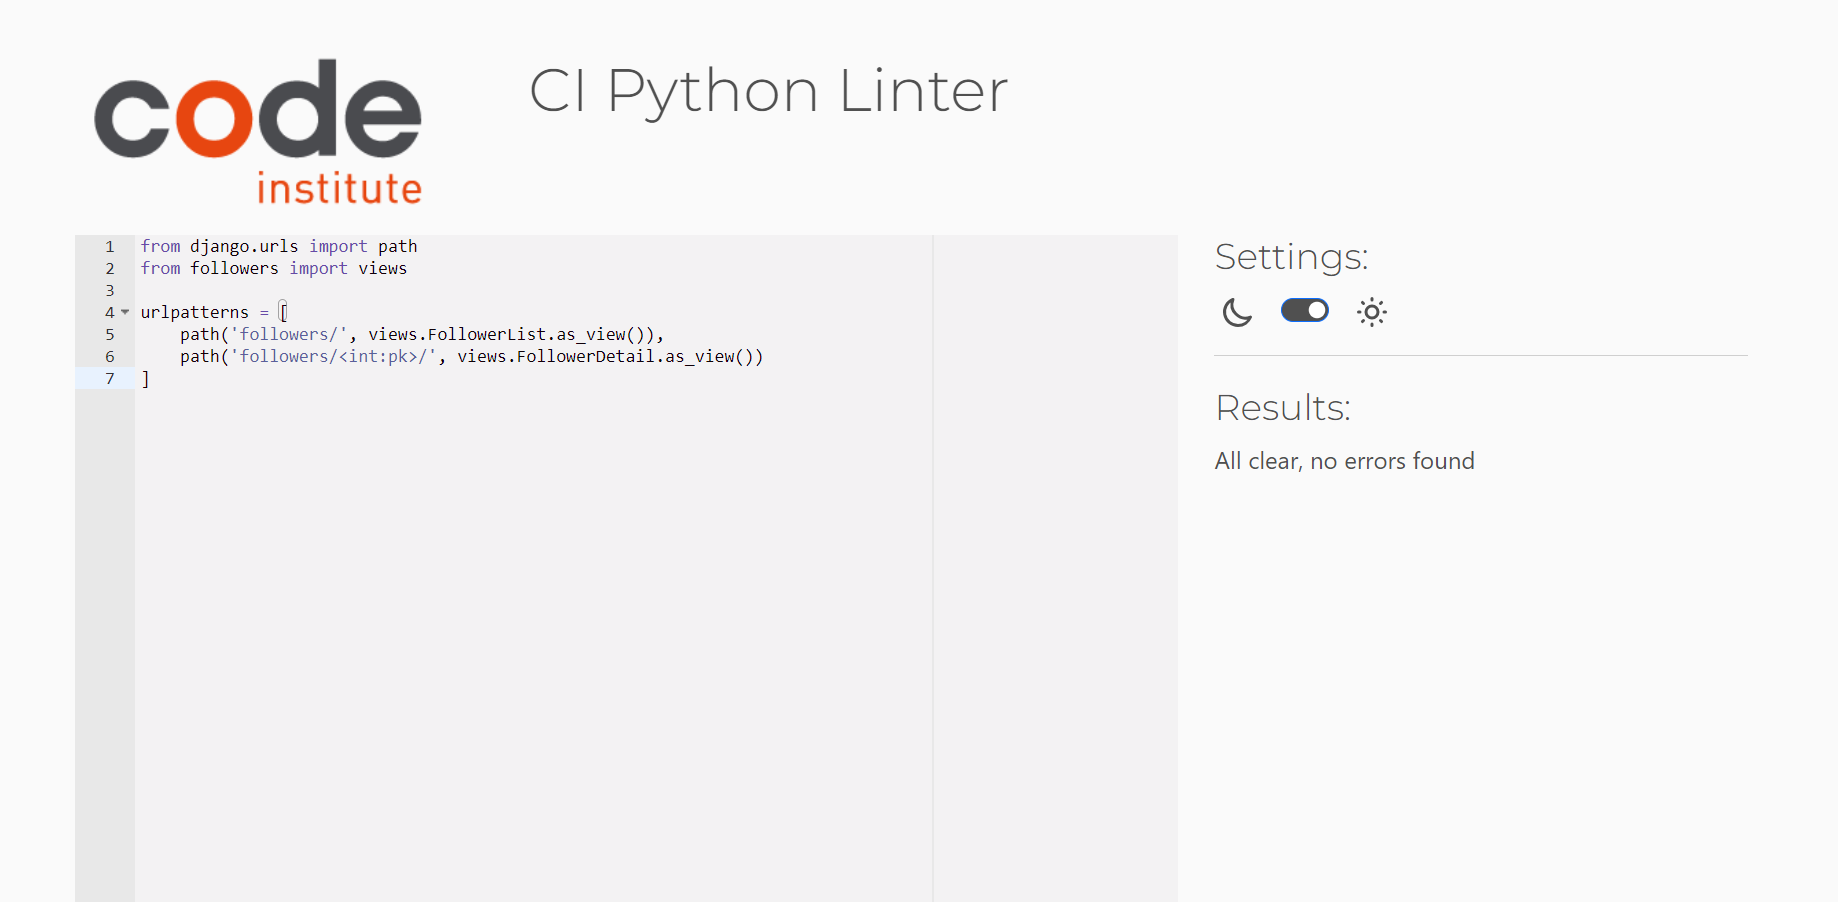 code
institute
CI Python Linter
1 from django.urls import path
2 from followers import views
3
4 urlpatterns = [
5     path('followers/', views.FollowerList.as_view()),
6     path('followers/<int:pk>/', views.FollowerDetail.as_view())
7 ]
Settings:
Results:
All clear, no errors found